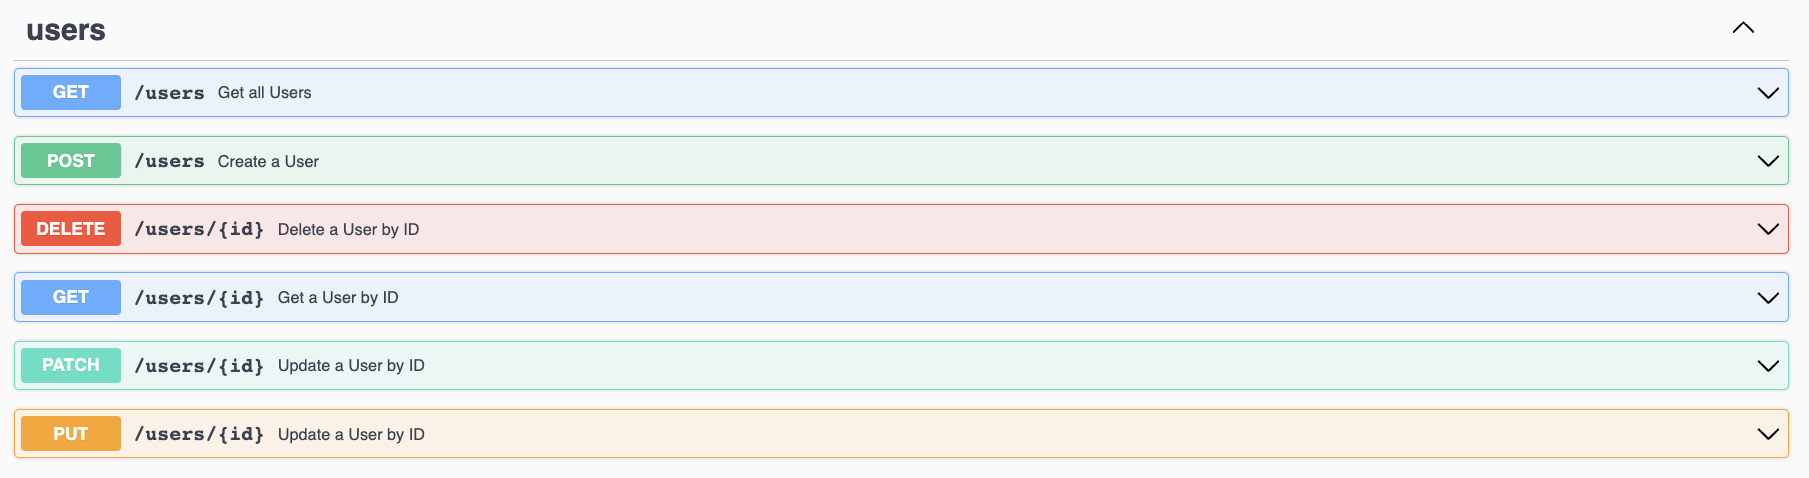 users
GET /users Get all Users
POST /users Create a User
DELETE /users/{id} Delete a User by ID
GET /users/{id} Get a User by ID
PATCH /users/{id} Update a User by ID
PUT /users/{id} Update a User by ID